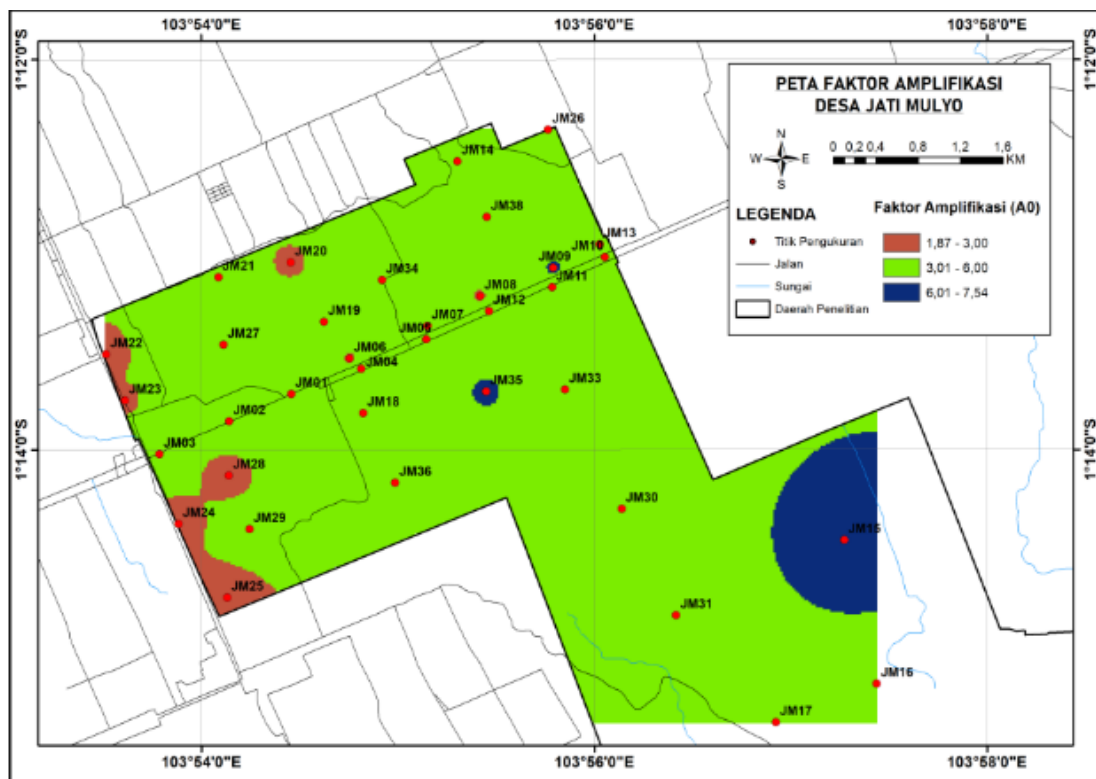 103°54'0"E 103°56'0"E 103°58'0"E
1°12'0"S
1°12'0"S
PETA FAKTOR AMPLIFIKASI
DESA JATI MULYO
N
W E
S
0 0,2 0,4 0,8 1,2 1,6
KM
LEGENDA
Titik Pengukuran
Jalan
Sungai
Daerah Penelitian
Faktor Amplifikasi (A0)
1,87 - 3,00
3,01 - 6,00
6,01 - 7,54
JM26
JM14
JM38
JM13
JM10
JM20
JM09
JM21
JM34
JM11
JM08
JM12
JM19
JM07
JM05
JM27
JM22
JM06
JM04
JM23
JM01
JM35
JM33
JM18
JM02
JM03
1°14'0"S
1°14'0"S
JM28
JM36
JM30
JM24
JM29
JM15
JM25
JM31
JM16
JM17
103°54'0"E 103°56'0"E 103°58'0"E